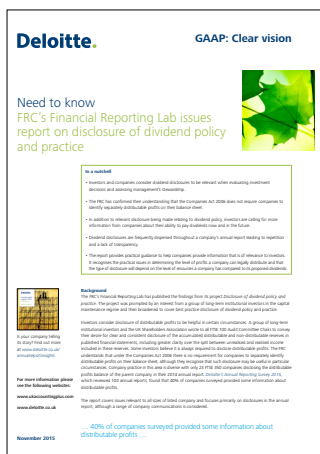 Deloitte.
GAAP: Clear vision
Need to know
FRC's Financial Reporting Lab issues
report on disclosure of dividend policy
and practice
In a nutshell
• Investors and companies consider dividend disclosures to be relevant when evaluating investment
decisions and assessing management's stewardship.
• The FRC has confirmed their understanding that the Companies Act 2006 does not require companies to
identify separately distributable profits on their balance sheet.
• In addition to relevant disclosure being made relating to dividend policy, investors are calling for more
information from companies about their ability to pay dividends now and in the future.
• Dividend disclosures are frequently dispersed throughout a company's annual report leading to repetition
and a lack of transparency.
• The report provides practical guidance to help companies provide information that is of relevance to investors.
It recognises the practical issues in determining the level of profits a company can legally distribute and that
the type of disclosure will depend on the level of resources a company has compared to its proposed dividends.
Background
The FRC's Financial Reporting Lab has published the findings from its project Disclosure of dividend policy and
practice. The project was prompted by an interest from a group of long-term institutional investors in the capital
maintenance regime and then broadened to cover best practice disclosure of dividend policy and practice.
Investors consider disclosure of distributable profits to be helpful in certain circumstances. A group of long-term
institutional investors and the UK Shareholders Association wrote to all FTSE 100 Audit Committee Chairs to convey
their desire for clear and consistent disclosure of the accumulated distributable and non-distributable reserves in
published financial statements, including greater clarity over the split between unrealised and realised income
included in these reserves. Some investors believe it is always required to disclose distributable profits. The FRC
understands that under the Companies Act 2006 there is no requirement for companies to separately identify
distributable profits on their balance sheet, although they recognise that such disclosure may be useful in particular
circumstances. Company practice in this area is diverse with only 23 FTSE 350 companies disclosing the distributable
profits balance of the parent company in their 2014 annual report. Deloitte's Annual Reporting Survey 2015,
which reviewed 100 annual reports, found that 40% of companies surveyed provided some information about
distributable profits.
The report covers issues relevant to all sizes of listed company and focuses primarily on disclosures in the annual
report, although a range of company communications is considered.
… 40% of companies surveyed provided some information about
distributable profits …
Is your company telling
its story? Find out more
at www.deloitte.co.uk/
annualreportinsights.
For more information please
see the following websites:
www.ukaccountingplus.com
www.deloitte.co.uk
November 2015